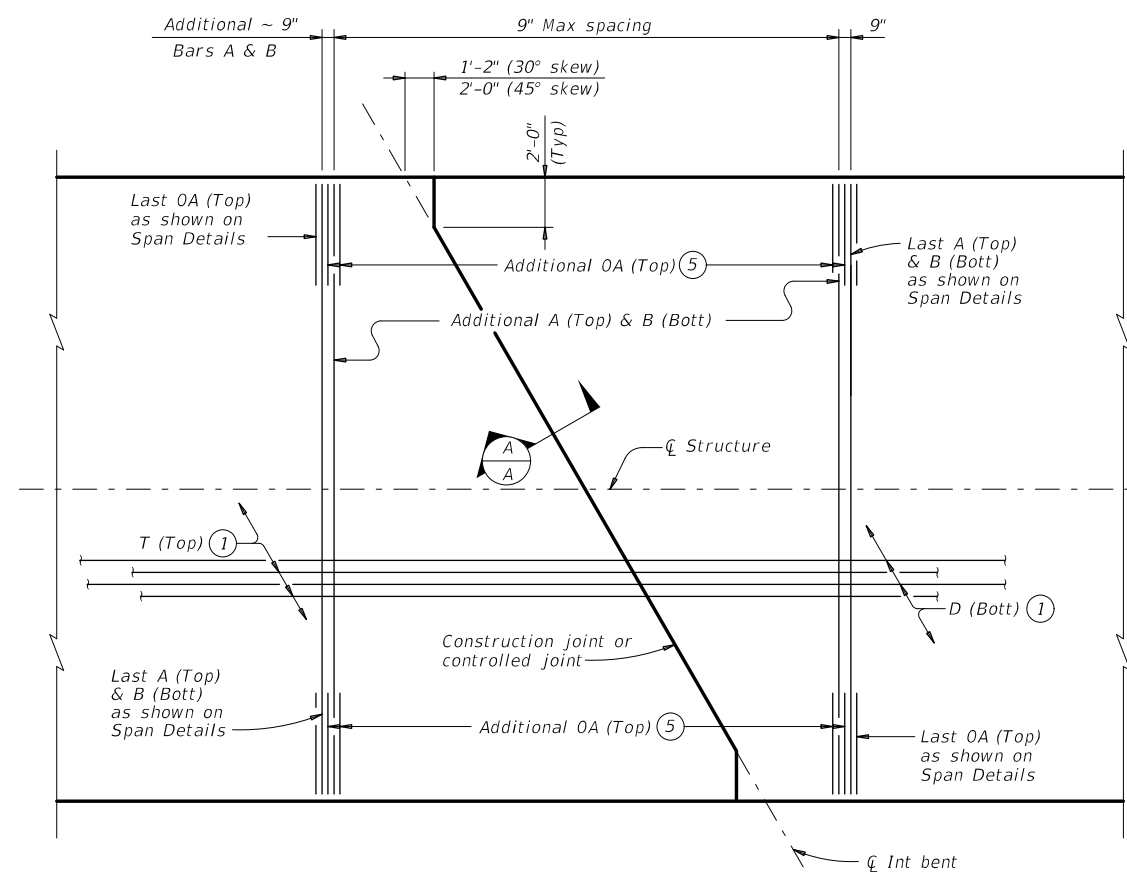 Additional ~ 9"
Bars A & B
9" Max spacing
9"
1'-2" (30° skew)
2'-0" (45° skew)
2'-0"
(Typ)
Last OA (Top)
as shown on
Span Details
Last A (Top)
& B (Bott)
as shown on
Span Details
Additional OA (Top) 5
Additional A (Top) & B (Bott)
A
A
℄ Structure
T (Top) 1
D (Bott) 1
Construction joint or
controlled joint
Last A (Top)
& B (Bott)
as shown on
Span Details
Additional OA (Top) 5
Last OA (Top)
as shown on
Span Details
℄ Int bent